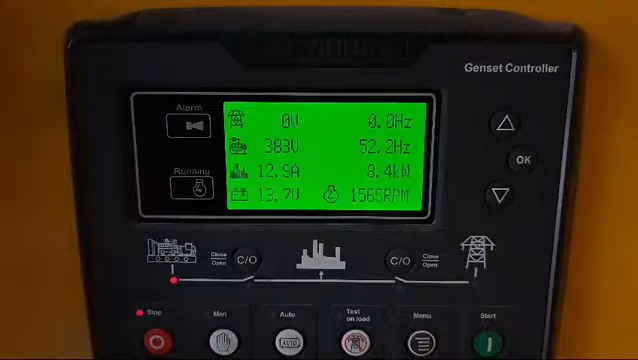 Genset Controller
Alarm
0V 0.0Hz
383V 52.2Hz
OK
Running
12.9A 8.4kW
13.7V 1565RPM
Close
Open
C/O
C/O
Close
Open
Stop
Man
Auto
Test
on load
Menu
Start
AUTO